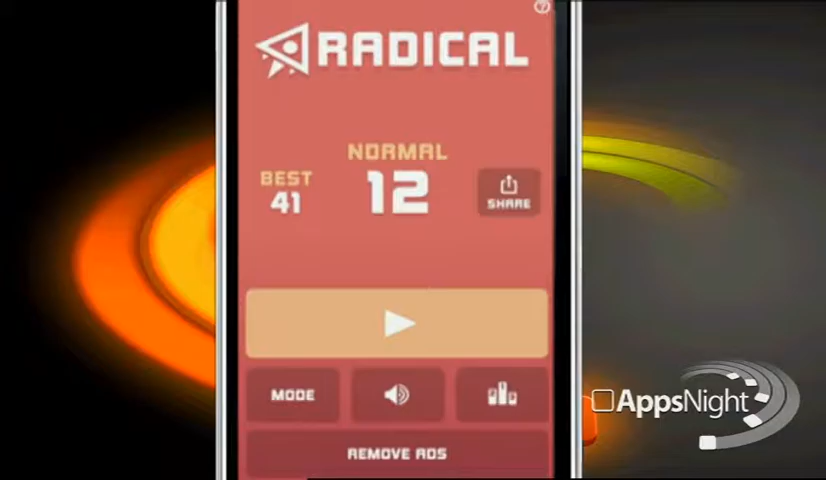 ?
RADICAL
NORMAL
BEST
12
41
SHARE
MODE
REMOVE ADS
AppsNight